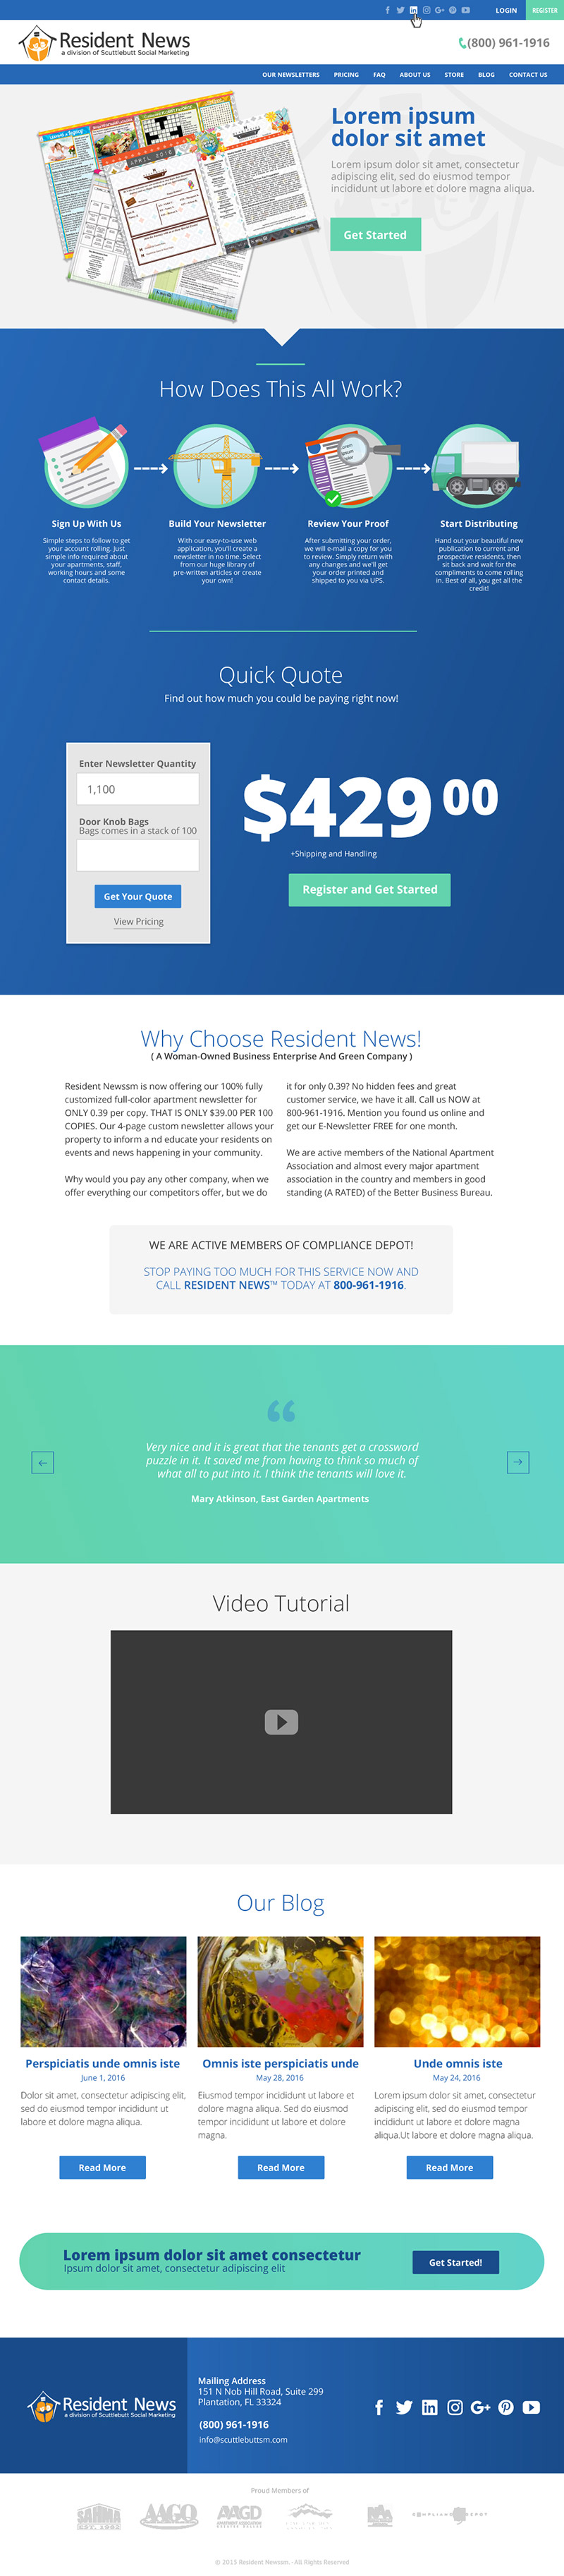 LOGIN
REGISTER
Resident News
a division of Scuttlebutt Social Marketing
(800) 961-1916
OUR NEWSLETTERS PRICING FAQ ABOUT US STORE BLOG CONTACT US
APRIL 2016
Lorem ipsum
dolor sit amet
Lorem ipsum dolor sit amet, consectetur
adipiscing elit, sed do eiusmod tempor
incididunt ut labore et dolore magna aliqua.
Get Started
How Does This All Work?
Sign Up With Us
Simple steps to follow to get
your account rolling. Just
simple info required about
your apartments, staff,
working hours and some
contact details.
Build Your Newsletter
With our easy-to-use web
application, you'll create a
newsletter in no time. Select
from our huge library of
pre-written articles or create
your own!
Review Your Proof
After submitting your order,
we will e-mail a copy for you
to review. Simply return with
any changes and we'll get
your order printed and
shipped to you via UPS.
Start Distributing
Hand out your beautiful new
publication to current and
prospective residents, then
sit back and wait for the
compliments to come rolling
in. Best of all, you get all the
credit!
Quick Quote
Find out how much you could be paying right now!
Enter Newsletter Quantity
1,100
Door Knob Bags
Bags comes in a stack of 100
Get Your Quote
View Pricing
$429 00
+Shipping and Handling
Register and Get Started
Why Choose Resident News!
( A Woman-Owned Business Enterprise And Green Company )
Resident Newssm is now offering our 100% fully
customized full-color apartment newsletter for
ONLY 0.39 per copy. THAT IS ONLY $39.00 PER 100
COPIES. Our 4-page custom newsletter allows your
property to inform a nd educate your residents on
events and news happening in your community.
Why would you pay any other company, when we
offer everything our competitors offer, but we do
it for only 0.39? No hidden fees and great
customer service, we have it all. Call us NOW at
800-961-1916. Mention you found us online and
get our E-Newsletter FREE for one month.
We are active members of the National Apartment
Association and almost every major apartment
association in the country and members in good
standing (A RATED) of the Better Business Bureau.
WE ARE ACTIVE MEMBERS OF COMPLIANCE DEPOT!
STOP PAYING TOO MUCH FOR THIS SERVICE NOW AND
CALL RESIDENT NEWS™ TODAY AT 800-961-1916.
Very nice and it is great that the tenants get a crossword
puzzle in it. It saved me from having to think so much of
what all to put into it. I think the tenants will love it.
Mary Atkinson, East Garden Apartments
Video Tutorial
Our Blog
Perspiciatis unde omnis iste
June 1, 2016
Dolor sit amet, consectetur adipiscing elit,
sed do eiusmod tempor incididunt ut
labore et dolore magna aliqua.
Read More
Omnis iste perspiciatis unde
May 28, 2016
Eiusmod tempor incididunt ut labore et
dolore magna aliqua. Sed do eiusmod
tempor incididunt ut labore et dolore
magna.
Read More
Unde omnis iste
May 24, 2016
Lorem ipsum dolor sit amet, consectetur
adipiscing elit, sed do eiusmod tempor
incididunt ut labore et dolore magna
aliqua.Ut labore et dolore magna aliqua.
Read More
Lorem ipsum dolor sit amet consectetur
Ipsum dolor sit amet, consectetur adipiscing elit
Get Started!
Resident News
a division of Scuttlebutt Social Marketing
Mailing Address
151 N Nob Hill Road, Suite 299
Plantation, FL 33324
(800) 961-1916
info@scuttlebuttsm.com
Proud Members of
AAGO
AAGD
© 2015 Resident Newssm. - All Rights Reserved